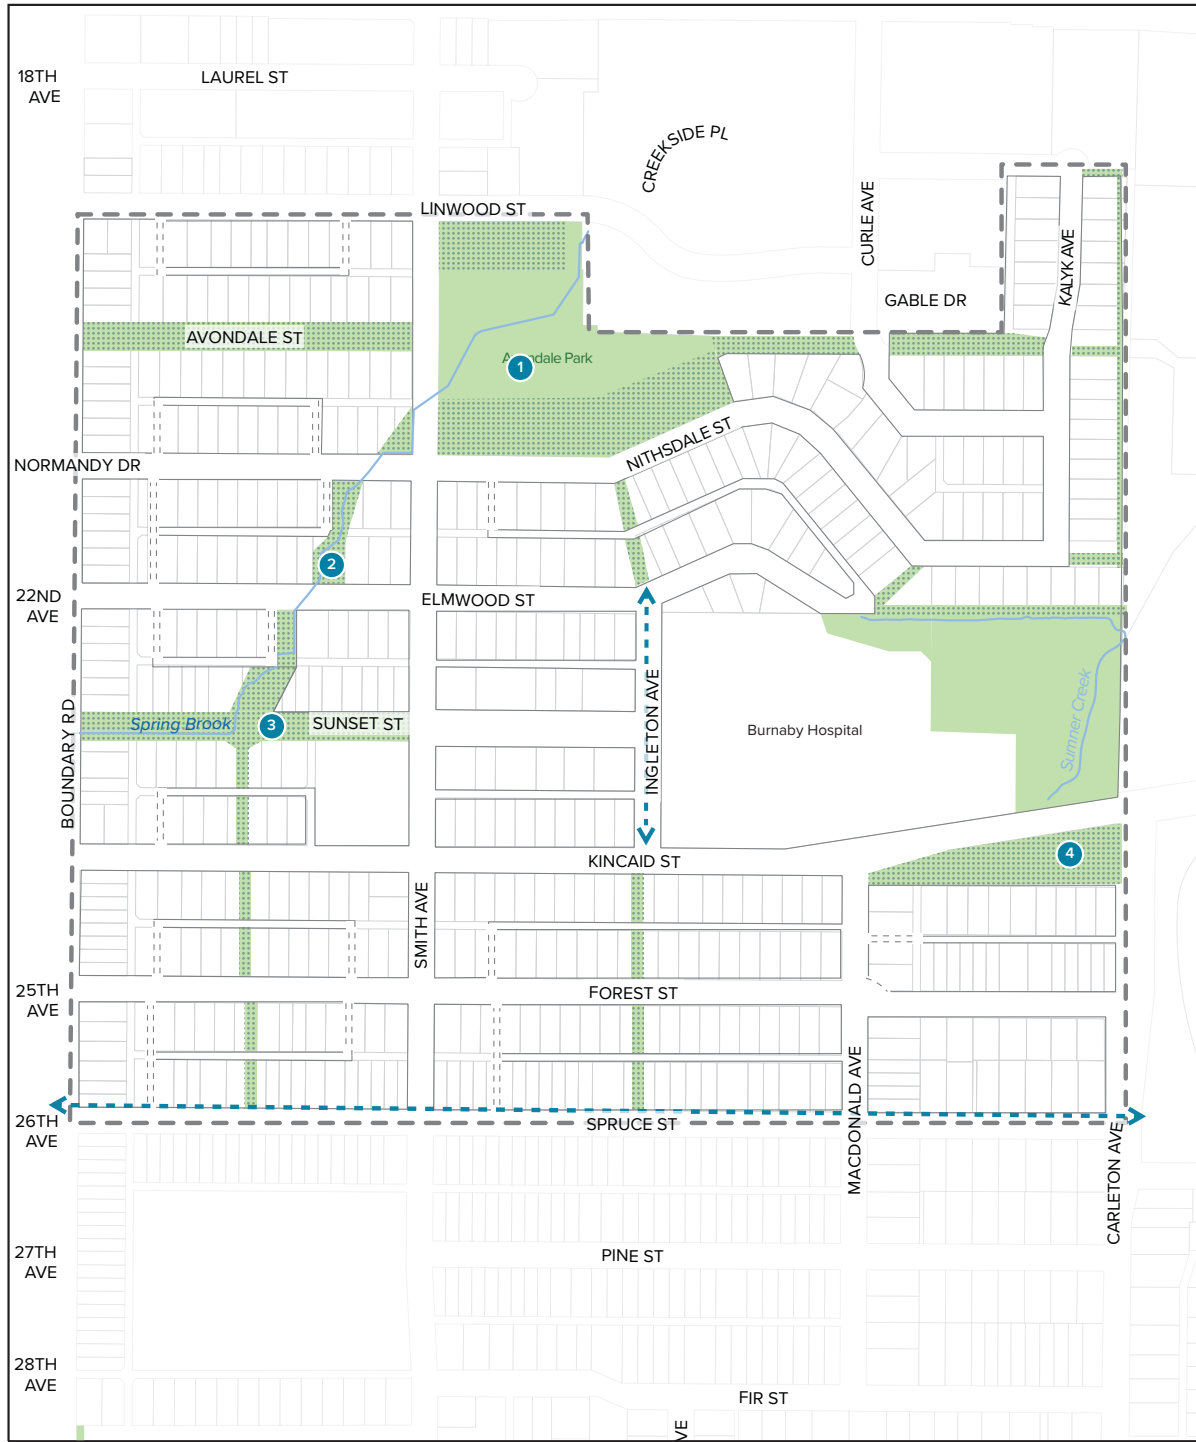 18TH
AVE
LAUREL ST
CREEKSIDE PL
CURLE AVE
LINWOOD ST
KALYK AVE
GABLE DR
AVONDALE ST
1
NITHSDALE ST
NORMANDY DR
2
22ND
AVE
ELMWOOD ST
BOUNDARY RD
Spring Brook
3
SUNSET ST
INGLETON AVE
Burnaby Hospital
Sumner Creek
KINCAID ST
4
SMITH AVE
25TH
AVE
FOREST ST
MACDONALD AVE
26TH
AVE
SPRUCE ST
CARLETON AVE
27TH
AVE
PINE ST
28TH
AVE
FIR ST
VE
Park